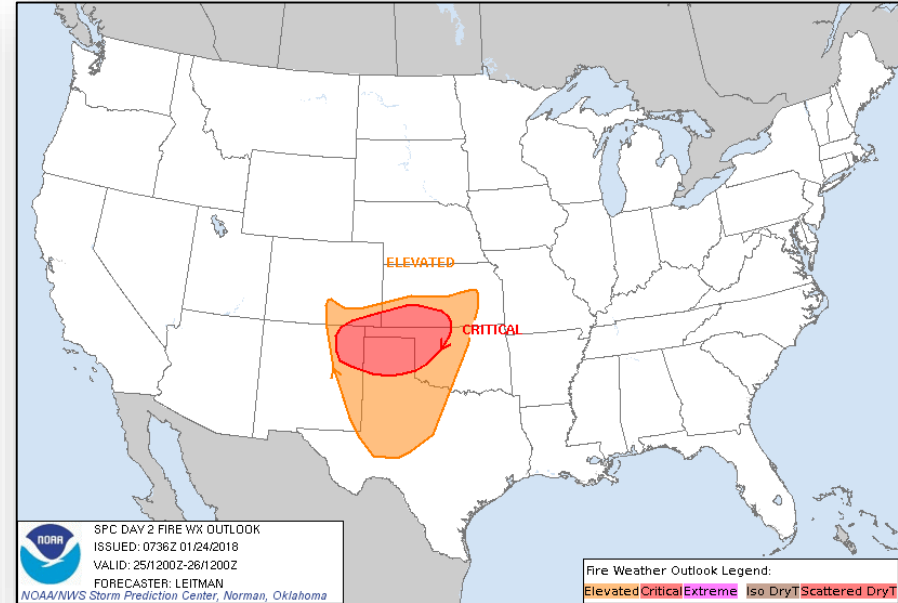 ELEVATED
CRITICAL
NOAA
SPC DAY 2 FIRE WX OUTLOOK
ISSUED: 0736Z 01/24/2018
VALID: 25/1200Z-26/1200Z
FORECASTER: LEITMAN
NOAA/NWS Storm Prediction Center, Norman, Oklahoma
Fire Weather Outlook Legend:
Elevated Critical Extreme Iso DryT Scattered DryT